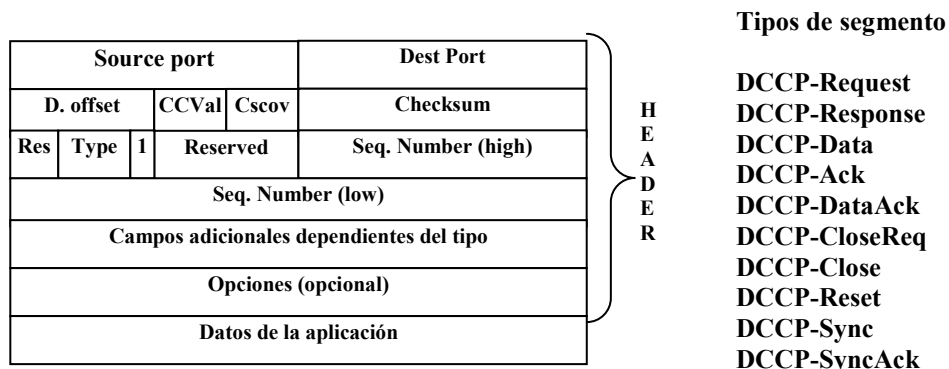 Source port Dest Port
D. offset CCVal Cscov Checksum
Res Type 1 Reserved Seq. Number (high)
Seq. Number (low)
Campos adicionales dependientes del tipo
Opciones (opcional)
Datos de la aplicación
H
E
A
D
E
R
Tipos de segmento
DCCP-Request
DCCP-Response
DCCP-Data
DCCP-Ack
DCCP-DataAck
DCCP-CloseReq
DCCP-Close
DCCP-Reset
DCCP-Sync
DCCP-SyncAck